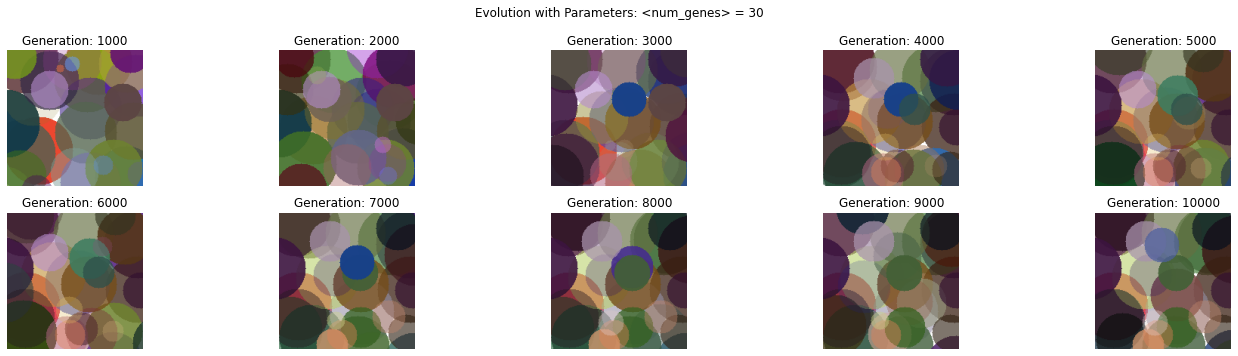 Evolution with Parameters: <num_genes> = 30
Generation: 1000
Generation: 2000
Generation: 3000
Generation: 4000
Generation: 5000
Generation: 6000
Generation: 7000
Generation: 8000
Generation: 9000
Generation: 10000